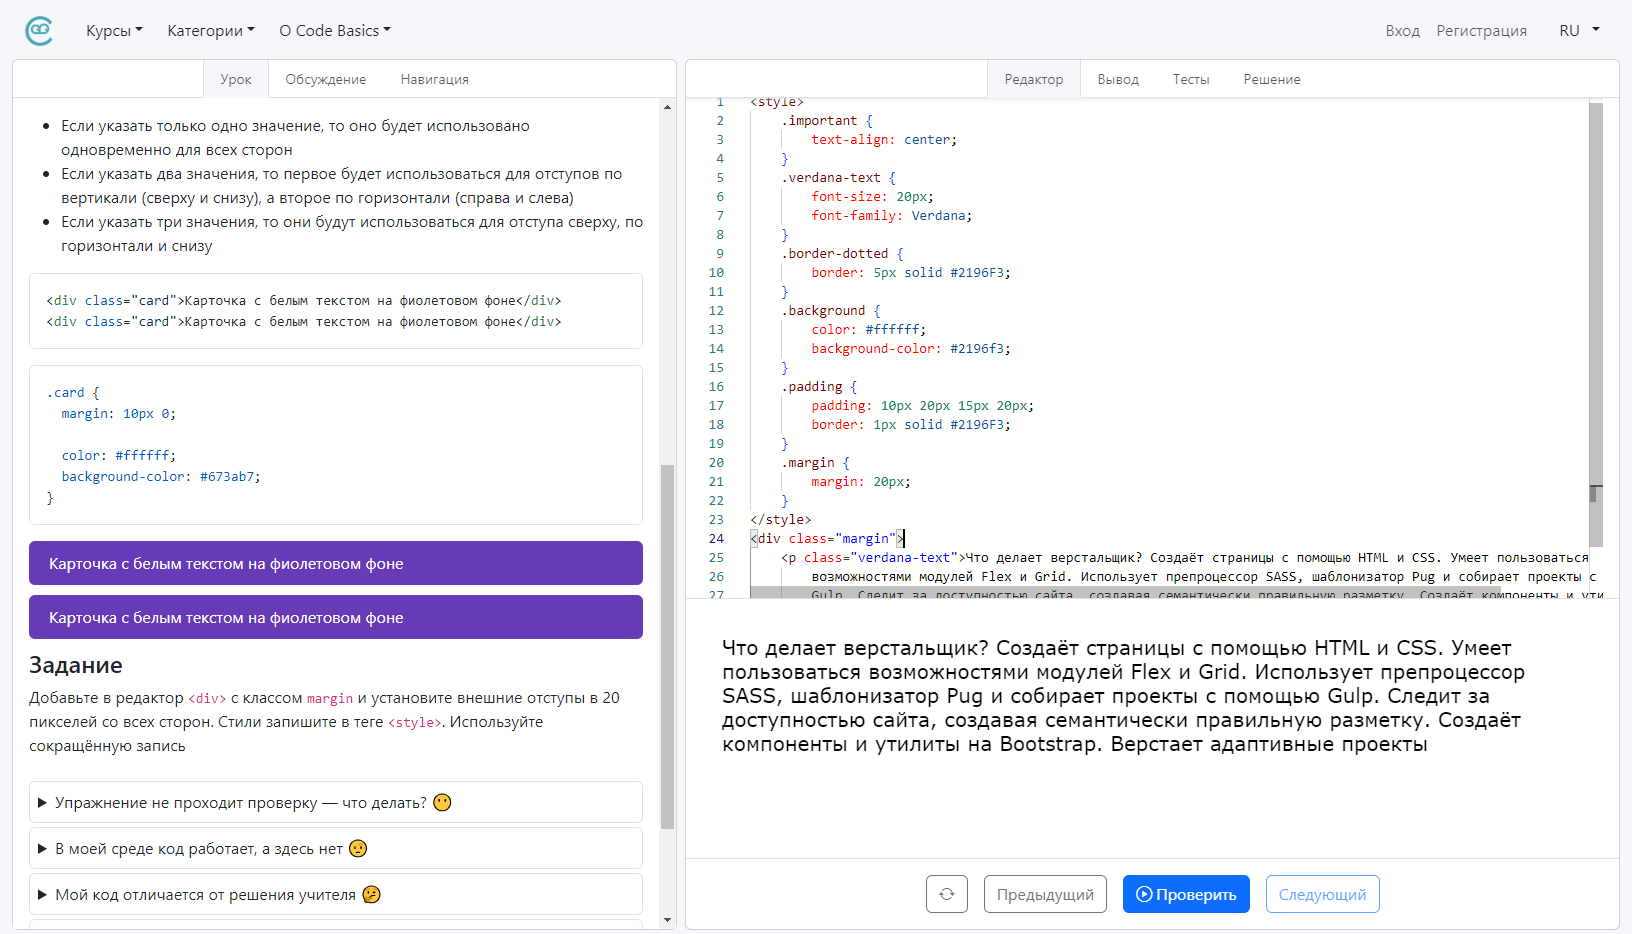 Курсы Категории О Code Basics Вход Регистрация RU
Урок Обсуждение Навигация
Если указать только одно значение, то оно будет использовано
одновременно для всех сторон
Если указать два значения, то первое будет использоваться для отступов по
вертикали (сверху и снизу), а второе по горизонтали (справа и слева)
Если указать три значения, то они будут использоваться для отступа сверху, по
горизонтали и снизу
<div class="card">Карточка с белым текстом на фиолетовом фоне</div>
<div class="card">Карточка с белым текстом на фиолетовом фоне</div>
.card {
margin: 10px 0;
color: #ffffff;
background-color: #673ab7;
}
Карточка с белым текстом на фиолетовом фоне
Карточка с белым текстом на фиолетовом фоне
Задание
Добавьте в редактор <div> с классом margin и установите внешние отступы в 20
пикселей со всех сторон. Стили запишите в теге <style>. Используйте
сокращённую запись
Упражнение не проходит проверку — что делать? 😶
В моей среде код работает, а здесь нет 🤨
Мой код отличается от решения учителя 🤔
Редактор Вывод Тесты Решение
1 <style>
2 .important {
3 text-align: center;
4 }
5 .verdana-text {
6 font-size: 20px;
7 font-family: Verdana;
8 }
9 .border-dotted {
10 border: 5px solid #2196F3;
11 }
12 .background {
13 color: #ffffff;
14 background-color: #2196f3;
15 }
16 .padding {
17 padding: 10px 20px 15px 20px;
18 border: 1px solid #2196F3;
19 }
20 .margin {
21 margin: 20px;
22 }
23 </style>
24 <div class="margin">
25 <p class="verdana-text">Что делает верстальщик? Создаёт страницы с помощью HTML и CSS. Умеет пользоваться
26 возможностями модулей Flex и Grid. Использует препроцессор SASS, шаблонизатор Pug и собирает проекты с
27 Gulp. Следит за доступностью сайта, создавая семантически правильную разметку. Создаёт компоненты и ути
Что делает верстальщик? Создаёт страницы с помощью HTML и CSS. Умеет
пользоваться возможностями модулей Flex и Grid. Использует препроцессор
SASS, шаблонизатор Pug и собирает проекты с помощью Gulp. Следит за
доступностью сайта, создавая семантически правильную разметку. Создаёт
компоненты и утилиты на Bootstrap. Верстает адаптивные проекты
Предыдущий Проверить Следующий